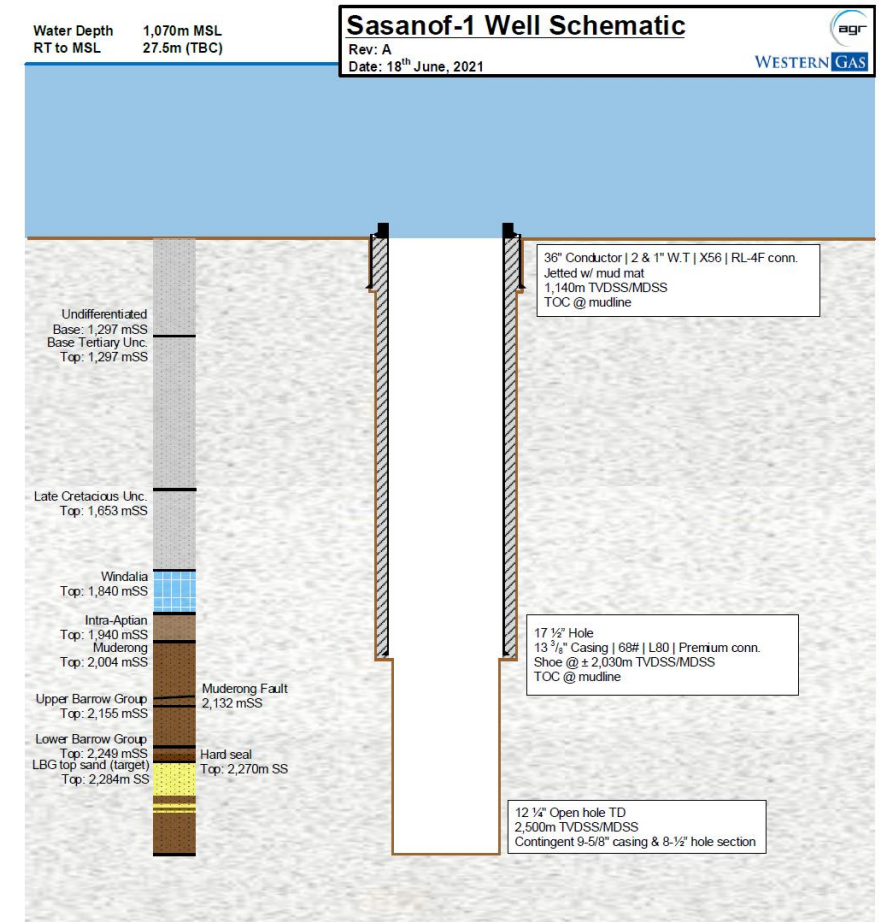 Water Depth 1,070m MSL
RT to MSL 27.5m (TBC)
Sasanof-1 Well Schematic
Rev: A
Date: 18th June, 2021
agr
WESTERN GAS
36" Conductor | 2 & 1" W.T | X56 | RL-4F conn.
Jetted w/ mud mat
1,140m TVDSS/MDSS
TOC @ mudline
Undifferentiated
Base: 1,297 mSS
Base Tertiary Unc.
Top: 1,297 mSS
Late Cretacious Unc.
Top: 1,653 mSS
Windalia
Top: 1,840 mSS
Intra-Aptian
Top: 1,940 mSS
Muderong
Top: 2,004 mSS
17 ½" Hole
13 3/8" Casing | 68# | L80 | Premium conn.
Shoe @ ± 2,030m TVDSS/MDSS
TOC @ mudline
Muderong Fault
2,132 mSS
Upper Barrow Group
Top: 2,155 mSS
Lower Barrow Group
Top: 2,249 mSS
Hard seal
Top: 2,270m SS
LBG top sand (target)
Top: 2,284m SS
12 ¼" Open hole TD
2,500m TVDSS/MDSS
Contingent 9-5/8" casing & 8-½" hole section